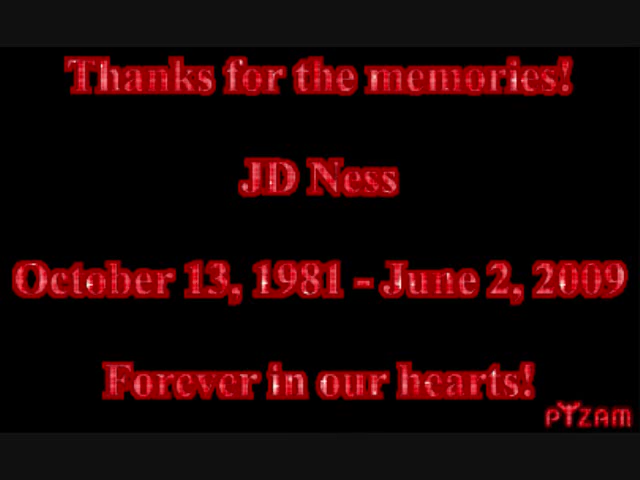 Thanks for the memories!
JD Ness
October 13, 1981 - June 2, 2009
Forever in our hearts!
PYZAM